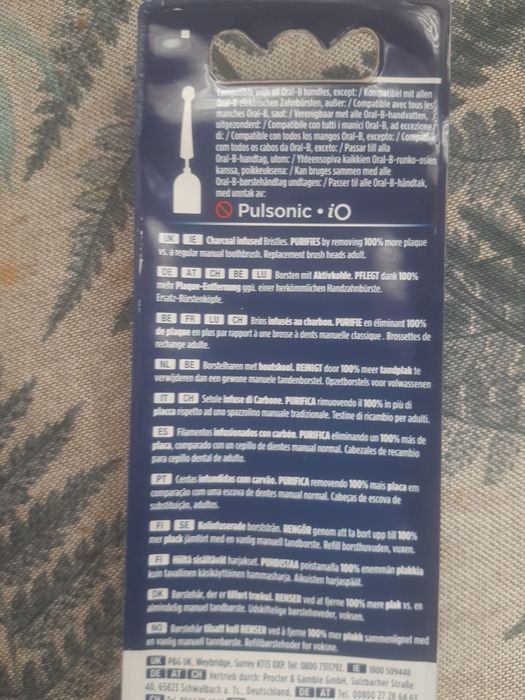 Compatible with all Oral-B handles, except: / Kompatibel mit allen
Oral-B elektrischen Zahnbürsten, außer: / Compatible avec tous les
manches Oral-B, sauf: / Verenigbaar met alle Oral-B-handvatten,
uitgezonderd: / Compatibile con tutti i manici Oral-B, ad eccezione
di: / Compatible con todos los mangos Oral-B, excepto: /
com todos os cabos da Oral-B, exceto: / Passar till alla
Oral-B-handtag, utom: / Yhteensopiva kaikkien Oral-B-runko-osien
kanssa, poikkeuksena: / Kan bruges sammen med alle
Oral-B-børstehåndtag undtagen: / Passer til alle Oral-B-håndtak,
med unntak av:
Pulsonic • iO
UK IE Charcoal infused Bristles. PURIFIES by removing 100% more plaque
vs. a regular manual toothbrush. Replacement brush heads adult.
DE AT CH BE LU Borsten mit Aktivkohle. PFLEGT dank 100%
mehr Plaque-Entfernung ggü. einer herkömmlichen Handzahnbürste.
Ersatz-Bürstenköpfe.
BE FR LU CH Brins infusés au charbon. PURIFIE en éliminant 100%
de plaque en plus par rapport à une brosse à dents manuelle classique . Brossettes de
rechange adulte.
NL BE Borstelharen met houtskool. REINIGT door 100% meer tandplak te
verwijderen dan een gewone manuele tandenborstel. Opzetborstels voor volwassenen
IT CH Setole infuse di Carbone. PURIFICA rimuovendo il 100% in più di
placca rispetto ad uno spazzolino manuale tradizionale. Testine di ricambio per adulti.
ES Filamentos infusionados con carbón. PURIFICA eliminando un 100% más de
placa, comparado con un cepillo de dientes manual normal. Cabezales de recambio
para cepillo dental de adulto.
PT Cerdas infundidas com carvão. PURIFICA removendo 100% mais placa em
comparação com uma escova de dentes manual normal. Cabeças de escova de
substituição, adultos.
FI SE Kolinfuserade borststrån. RENGÖR genom att ta bort upp till 100%
mer plack jämfört med en vanlig manuell tandborste. Refill borsthuvuden, vuxen.
FI Hiiltä sisältävät harjakset. PUHDISTAA poistamalla 100% enemmän plakkia
kuin tavallinen käsikäyttöinen hammasharja. Aikuisten harjaspäät.
DK Børstehår, der er tilført trækul. RENSER ved at fjerne 100% mere plak vs. en
almindelig manuel tandbørste. Udskiftelige børstehoveder, voksen.
NO Børstehår tilsatt kull RENSER ved å fjerne 100% mer plakk sammenlignet med
en vanlig manuell tannbørste. Refillbørstehoder for voksne.
UK P&G UK, Weybridge, Surrey KT13 0XP. Tel: 0800 7311792. IE 1800 509448
DE AT CH Vertrieb durch: Procter & Gamble GmbH, Sulzbacher Straße
40, 65823 Schwalbach a. Ts., Deutschland. DE AT Tel. 00800 27 28 64 63